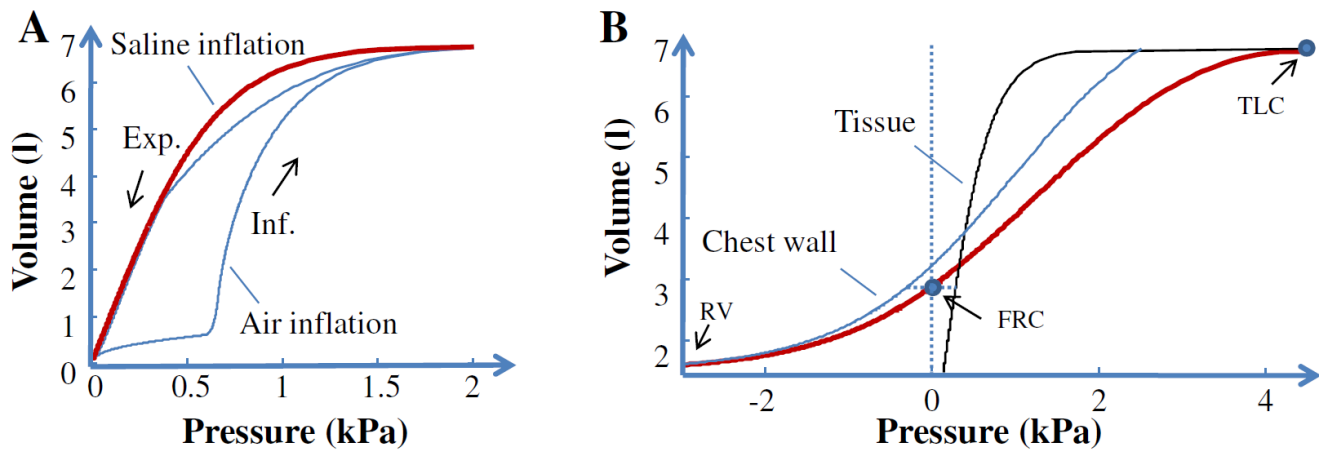 A
7
6
5
4
3
2
1
0
Volume (l)
Saline inflation
Exp.
Inf.
Air inflation
0
0.5
1
1.5
2
Pressure (kPa)
B
7
6
5
4
3
2
Volume (l)
Tissue
TLC
Chest wall
RV
FRC
-2
0
2
4
Pressure (kPa)